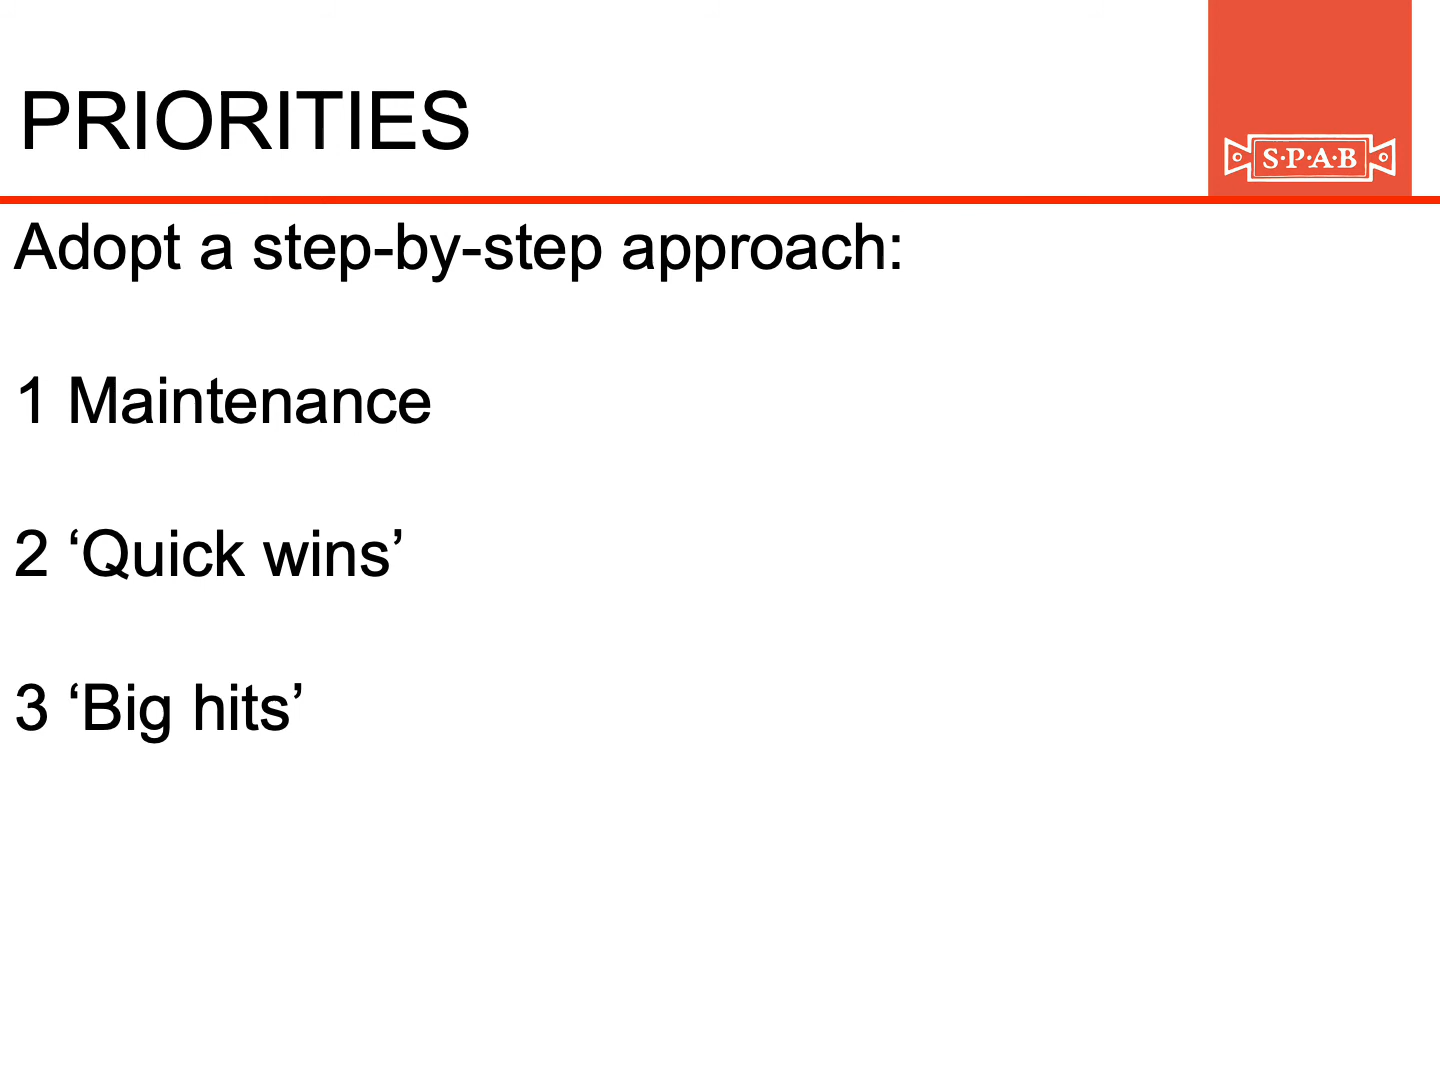 PRIORITIES
S·P·A·B
Adopt a step-by-step approach:
1 Maintenance
2 ‘Quick wins’
3 ‘Big hits’